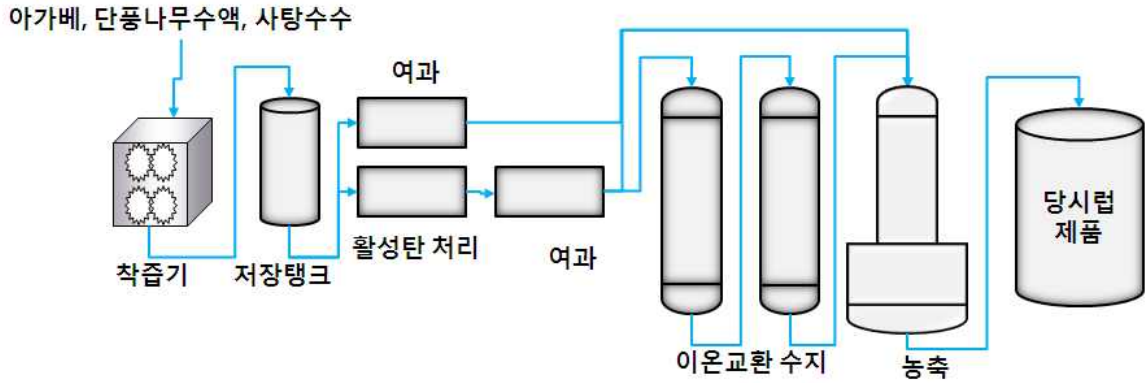 아가베, 단풍나무수액, 사탕수수
여과
착즙기
저장탱크
활성탄 처리
여과
이온교환 수지
농축
당시럽
제품